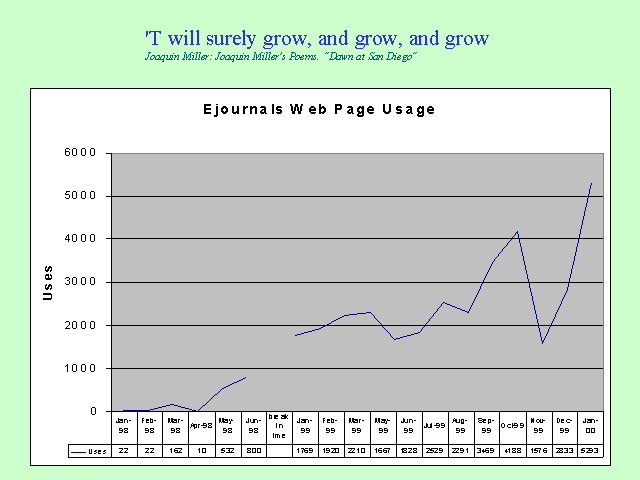 'T will surely grow, and grow, and grow
Joaquin Miller: Joaquin Miller's Poems. "Dawn at San Diego"
Ejournals Web Page Usage
6000
5000
4000
3000
2000
1000
0
Uses
Jan-98 Feb-98 Mar-98 Apr-98 May-98 Jun-98 break in ime Jan-99 Feb-99 Mar-99 May-99 Jun-99 Jul-99 Aug-99 Sep-99 Oct-99 Nov-99 Dec-99 Jan-00
Uses 22 22 162 10 532 800 1769 1920 2210 1667 1828 2529 2291 3469 4188 1576 2833 5293